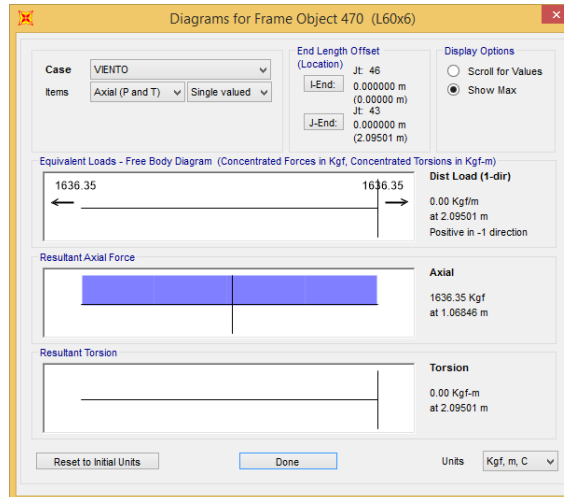 Diagrams for Frame Object 470 (L60x6)
Case VIENTO
Items Axial (P and T) Single valued
End Length Offset
(Location)
Jt: 46
I-End: 0.000000 m
(0.00000 m)
Jt: 43
J-End: 0.000000 m
(2.09501 m)
Display Options
Scroll for Values
Show Max
Equivalent Loads - Free Body Diagram (Concentrated Forces in Kgf, Concentrated Torsions in Kgf-m)
1636.35 1636.35
Dist Load (1-dir)
0.00 Kgf/m
at 2.09501 m
Positive in -1 direction
Resultant Axial Force
Axial
1636.35 Kgf
at 1.06846 m
Resultant Torsion
Torsion
0.00 Kgf-m
at 2.09501 m
Reset to Initial Units Done Units Kgf, m, C